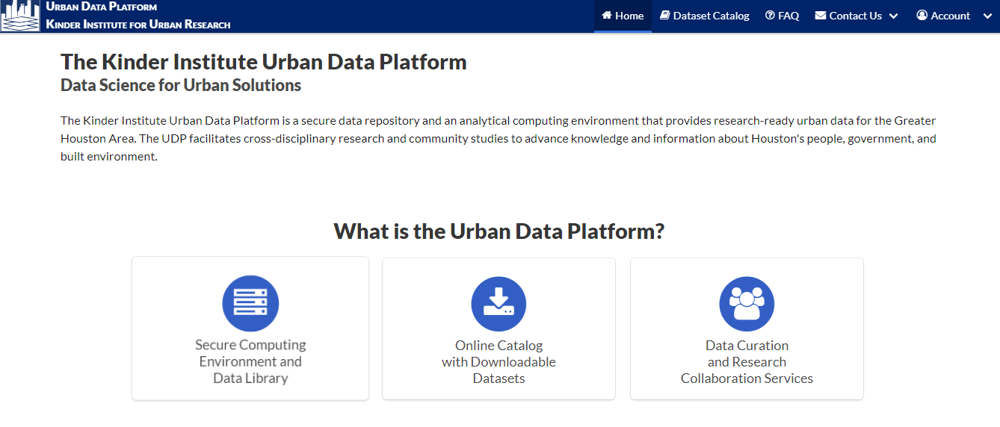 Urban Data Platform
Kinder Institute for Urban Research
Home Dataset Catalog FAQ Contact Us Account
The Kinder Institute Urban Data Platform
Data Science for Urban Solutions
The Kinder Institute Urban Data Platform is a secure data repository and an analytical computing environment that provides research-ready urban data for the Greater
Houston Area. The UDP facilitates cross-disciplinary research and community studies to advance knowledge and information about Houston's people, government, and
built environment.
What is the Urban Data Platform?
Secure Computing
Environment and
Data Library
Online Catalog
with Downloadable
Datasets
Data Curation
and Research
Collaboration Services